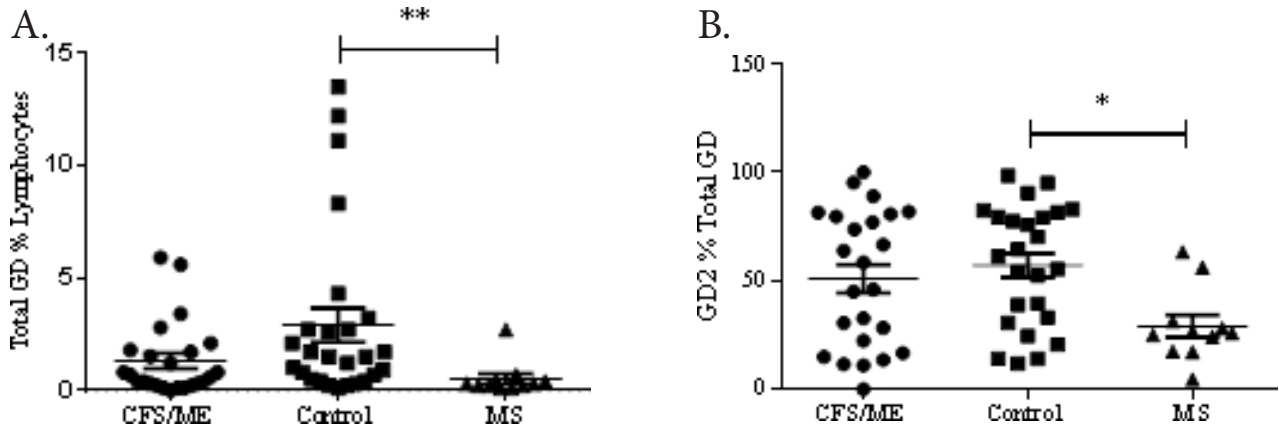 A.
**
15
10
5
0
Total GD % Lymphocytes
CFS/ME
Control
MS
B.
*
150
100
50
0
GD2 % Total GD
CFS/ME
Control
MS